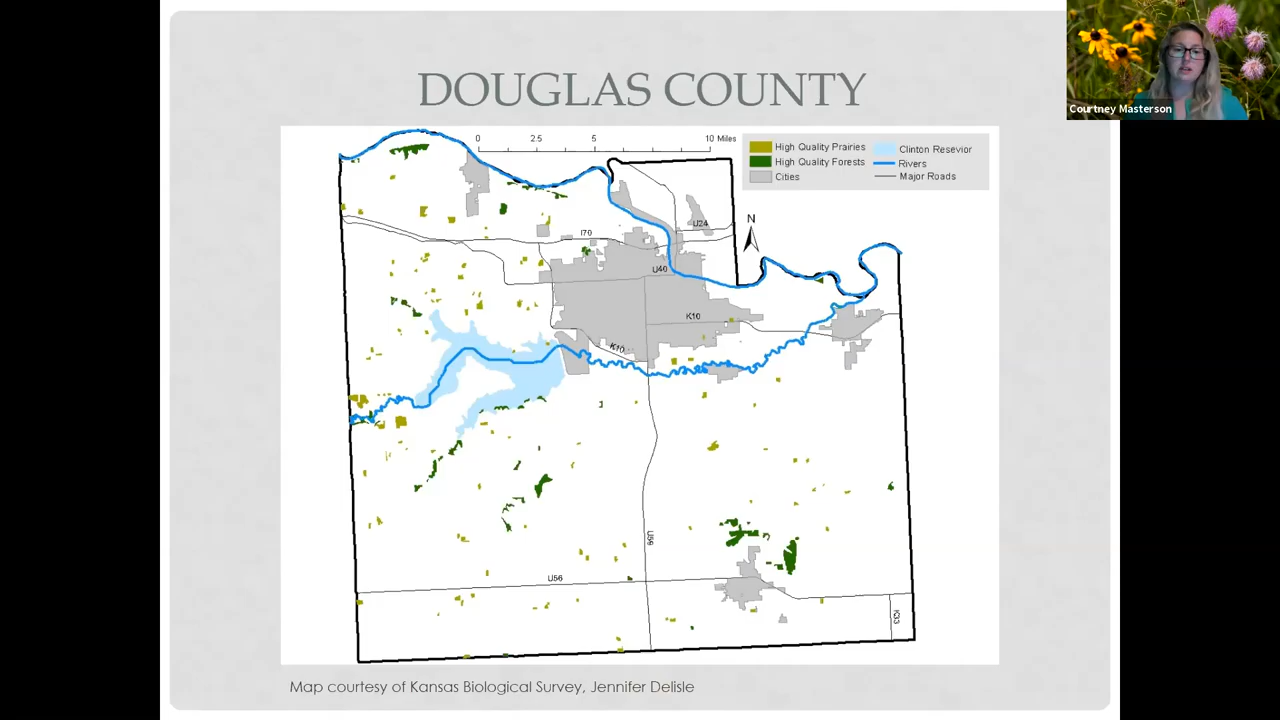 Courtney Masterson
DOUGLAS COUNTY
0 2.5 5 10 Miles
High Quality Prairies
High Quality Forests
Cities
Clinton Resevior
Rivers
Major Roads
N
U24
I70
U40
K10
K10
U59
U56
K33
Map courtesy of Kansas Biological Survey, Jennifer Delisle